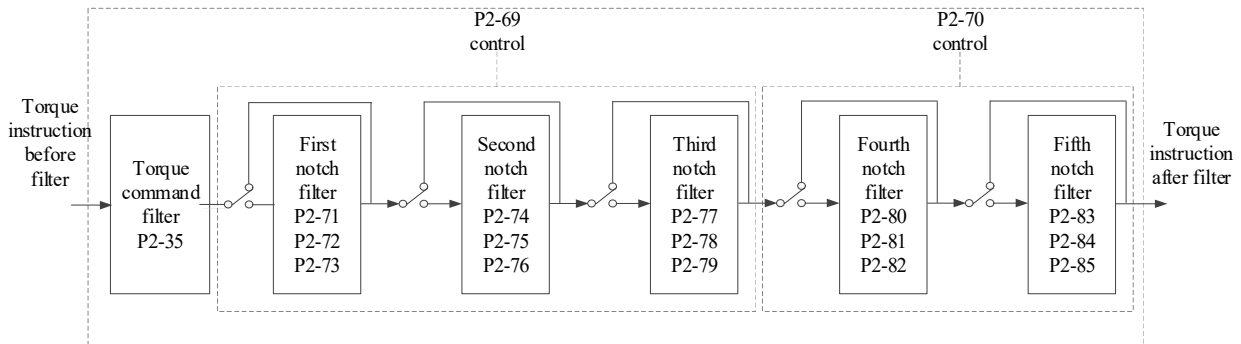 P2-69
control
P2-70
control
Torque
instruction
before
filter
Torque
command
filter
P2-35
First
notch
filter
P2-71
P2-72
P2-73
Second
notch filter
P2-74
P2-75
P2-76
Third
notch filter
P2-77
P2-78
P2-79
Fourth
notch filter
P2-80
P2-81
P2-82
Fifth
notch filter
P2-83
P2-84
P2-85
Torque
instruction
after filter